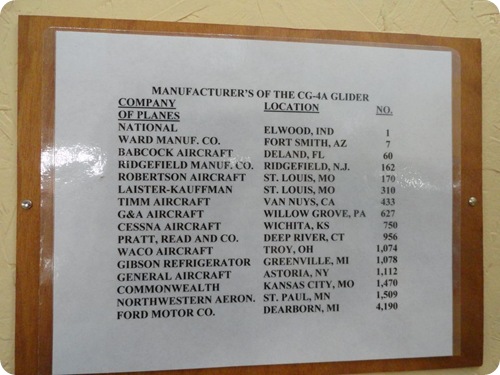 MANUFACTURER'S OF THE CG-4A GLIDER
COMPANY OF PLANES LOCATION NO.
NATIONAL ELWOOD, IND 1
WARD MANUF. CO. FORT SMITH, AZ 7
BABCOCK AIRCRAFT DELAND, FL 60
RIDGEFIELD MANUF. CO. RIDGEFIELD, N.J. 162
ROBERTSON AIRCRAFT ST. LOUIS, MO 170
LAISTER-KAUFFMAN ST. LOUIS, MO 310
TIMM AIRCRAFT VAN NUYS, CA 433
G&A AIRCRAFT WILLOW GROVE, PA 627
CESSNA AIRCRAFT WICHITA, KS 750
PRATT, READ AND CO. DEEP RIVER, CT 956
WACO AIRCRAFT TROY, OH 1,074
GIBSON REFRIGERATOR GREENVILLE, MI 1,078
GENERAL AIRCRAFT ASTORIA, NY 1,112
COMMONWEALTH KANSAS CITY, MO 1,470
NORTHWESTERN AERON. ST. PAUL, MN 1,509
FORD MOTOR CO. DEARBORN, MI 4,190